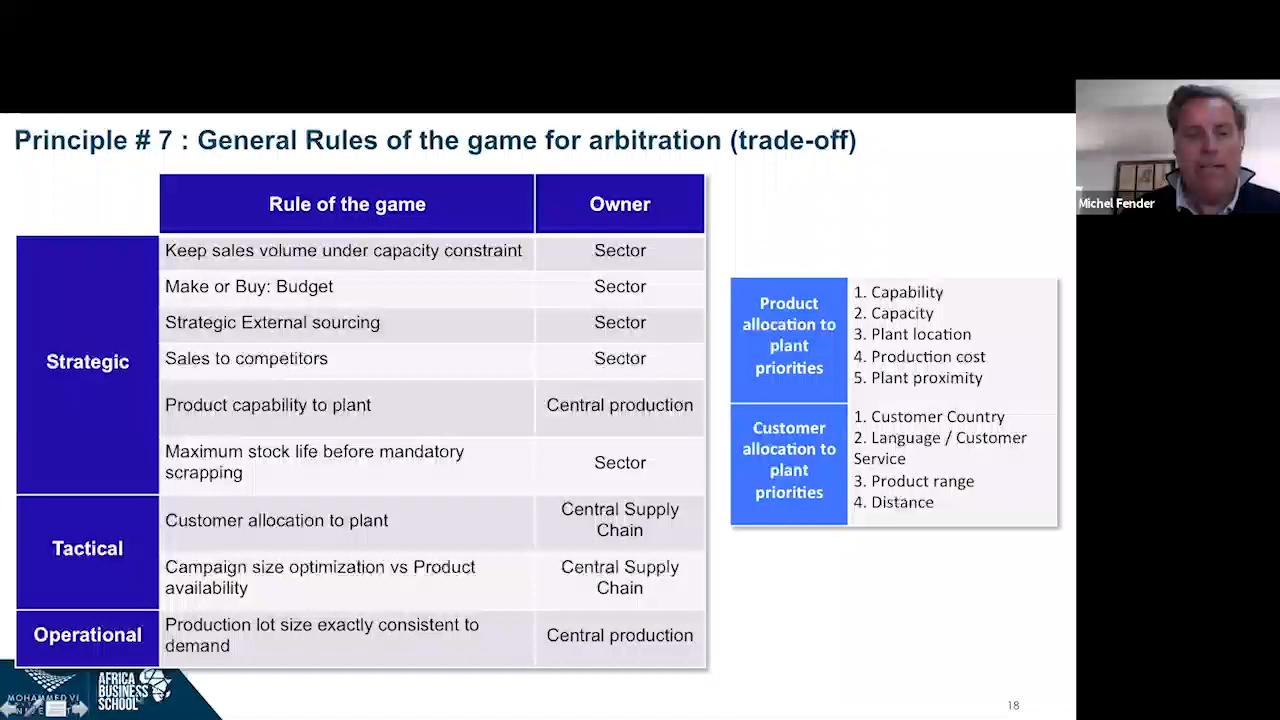 Principle # 7 : General Rules of the game for arbitration (trade-off)
Rule of the game
Owner
Strategic
Keep sales volume under capacity constraint
Sector
Make or Buy: Budget
Sector
Strategic External sourcing
Sector
Sales to competitors
Sector
Product capability to plant
Central production
Maximum stock life before mandatory
scrapping
Sector
Tactical
Customer allocation to plant
Central Supply
Chain
Campaign size optimization vs Product
availability
Central Supply
Chain
Operational
Production lot size exactly consistent to
demand
Central production
Product
allocation to
plant
priorities
1. Capability
2. Capacity
3. Plant location
4. Production cost
5. Plant proximity
Customer
allocation to
plant
priorities
1. Customer Country
2. Language / Customer
Service
3. Product range
4. Distance
Michel Fender
MOHAMMED VI
AFRICA
BUSINESS
SCHOOL
18